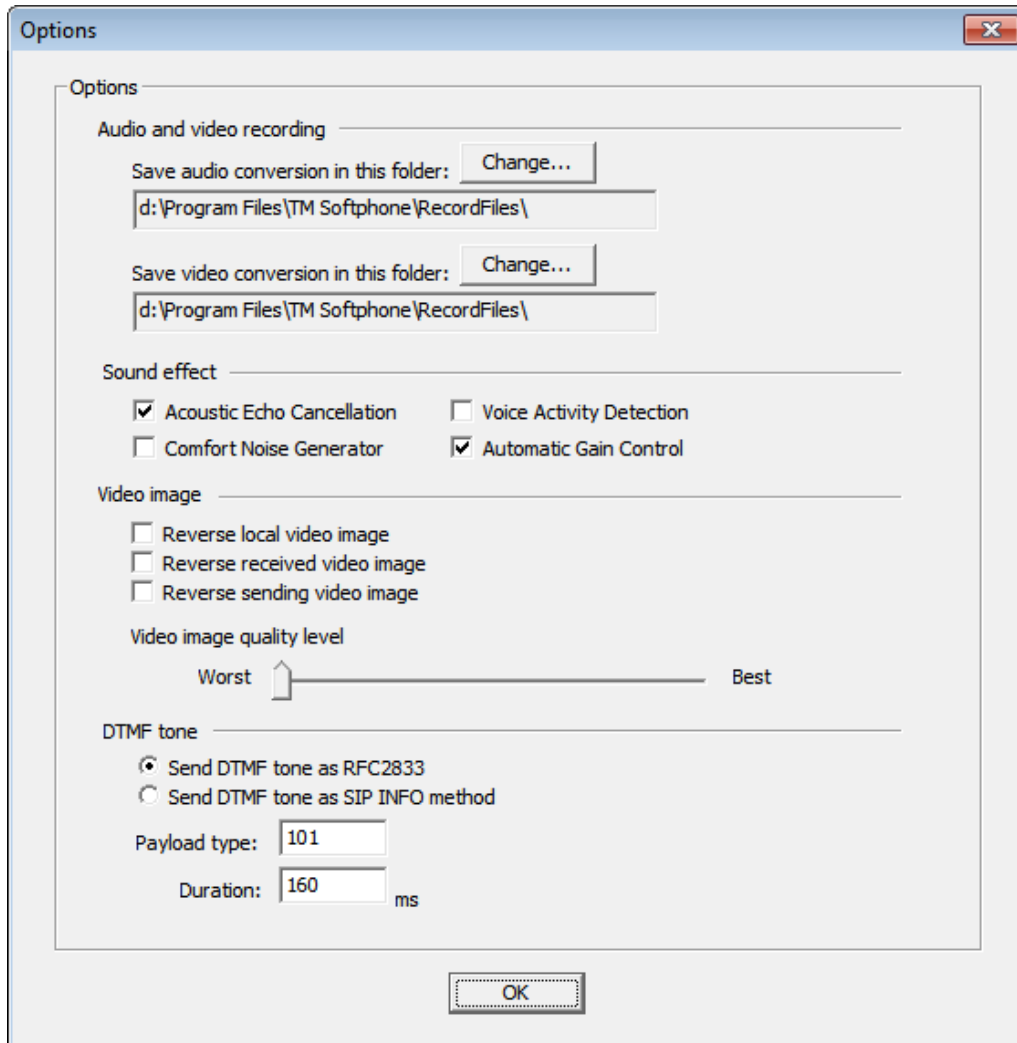 Options
Options
Audio and video recording
Save audio conversion in this folder: Change...
d:\Program Files\TM Softphone\RecordFiles\
Save video conversion in this folder: Change...
d:\Program Files\TM Softphone\RecordFiles\
Sound effect
Acoustic Echo Cancellation Voice Activity Detection
Comfort Noise Generator Automatic Gain Control
Video image
Reverse local video image
Reverse received video image
Reverse sending video image
Video image quality level
Worst Best
DTMF tone
Send DTMF tone as RFC2833
Send DTMF tone as SIP INFO method
Payload type: 101
Duration: 160 ms
OK